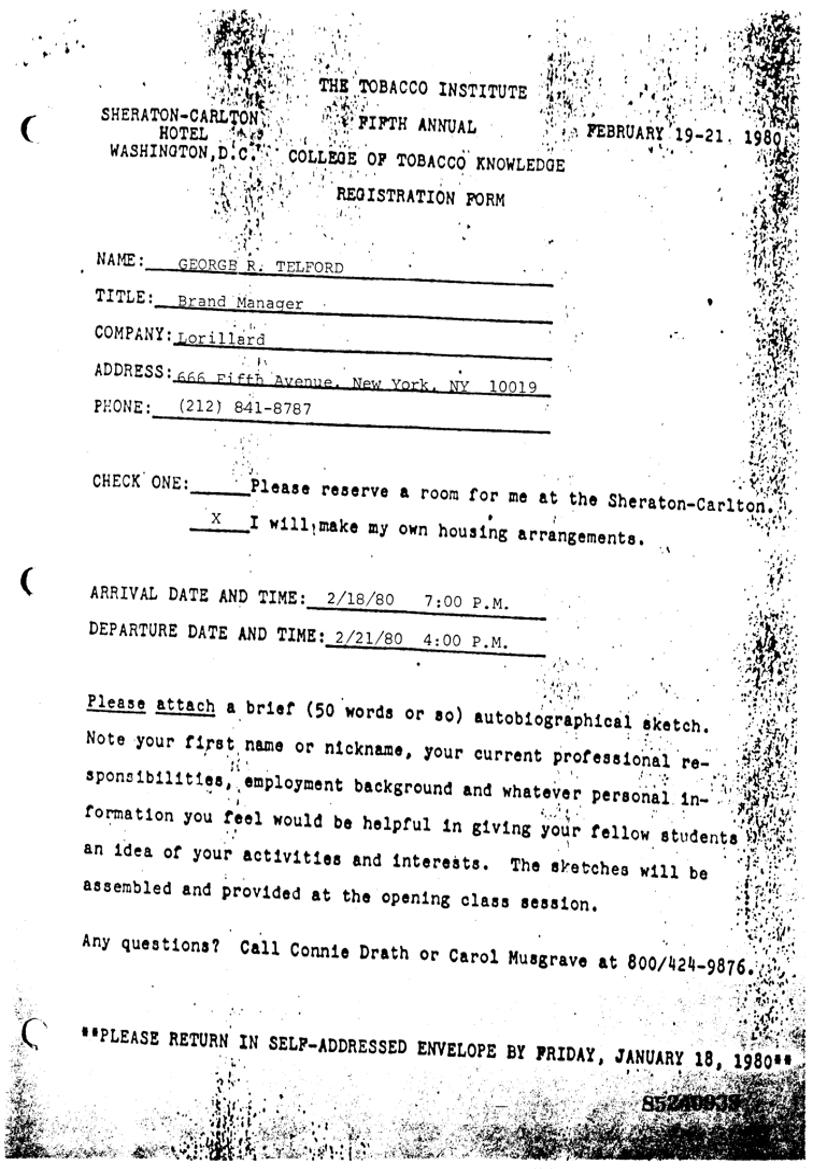 THE TOBACCO INSTITUTE
SHERATON-CARLTON
HOTEL
WASHINGTON, D.C.
FIFTH ANNUAL
FEBRUARY 19-21, 1980
COLLEGE OF TOBACCO KNOWLEDGE
REGISTRATION FORM
NAME: GEORGE R. TELFORD
TITLE: Brand Manager
COMPANY: Lorillard
ADDRESS: 666 Fifth Avenue, New York, NY 10019
PHONE: (212) 841-8787
CHECK ONE: Please reserve a room for me at the Sheraton-Carlton.
X I will make my own housing arrangements.
ARRIVAL DATE AND TIME: 2/18/80 7:00 P.M.
DEPARTURE DATE AND TIME: 2/21/80 4:00 P.M.
Please attach a brief (50 words or so) autobiographical sketch.
Note your first name or nickname, your current professional re-
sponsibilities, employment background and whatever personal in-
formation you feel would be helpful in giving your fellow students
an idea of your activities and interests. The sketches will be
assembled and provided at the opening class session.
Any questions? Call Connie Drath or Carol Musgrave at 800/424-9876.
**PLEASE RETURN IN SELF-ADDRESSED ENVELOPE BY FRIDAY, JANUARY 18, 1980**